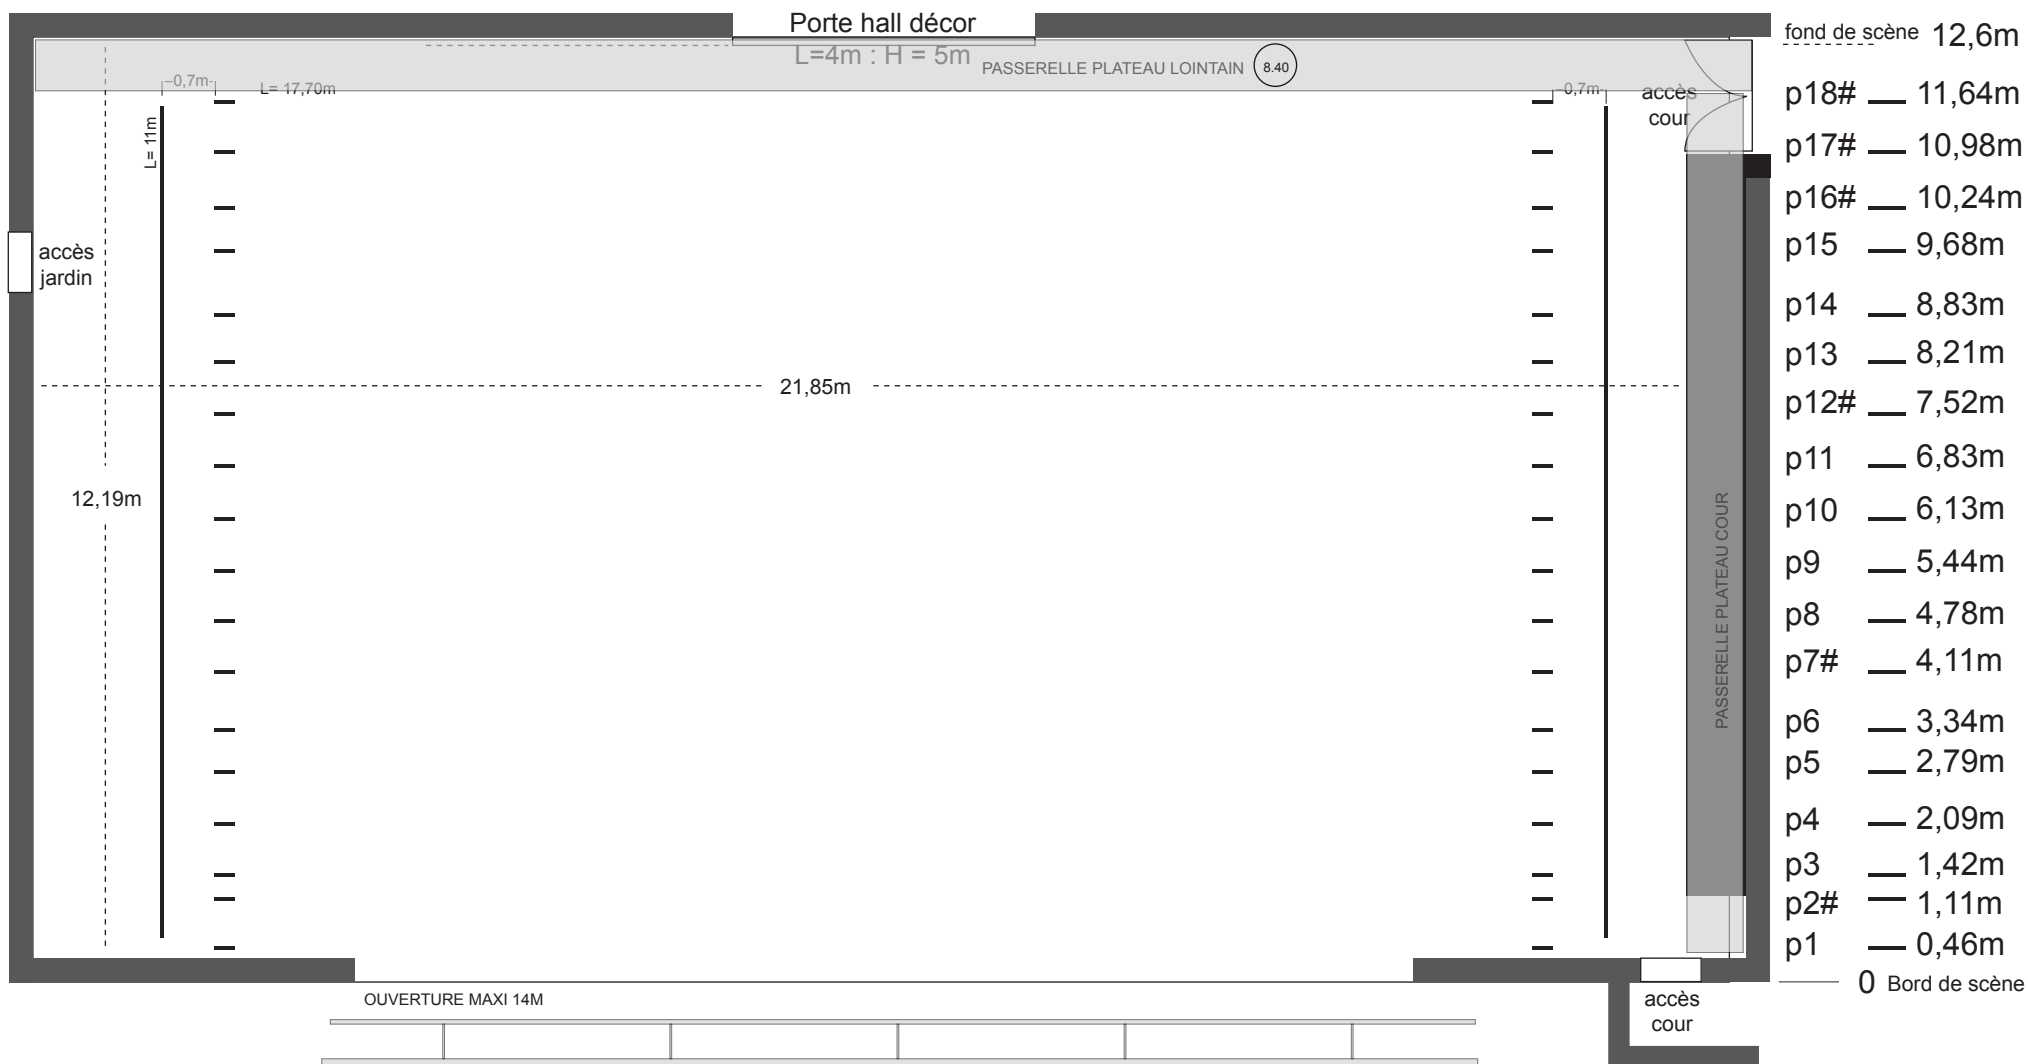 Porte hall décor
L=4m : H = 5m
PASSERELLE PLATEAU LOINTAIN 8.40
0,7m
L= 17,70m
0,7m
accès
cour
L= 11m
accès
jardin
21,85m
12,19m
PASSERELLE PLATEAU COUR
OUVERTURE MAXI 14M
accès
cour
fond de scène 12,6m
p18# 11,64m
p17# 10,98m
p16# 10,24m
p15 9,68m
p14 8,83m
p13 8,21m
p12# 7,52m
p11 6,83m
p10 6,13m
p9 5,44m
p8 4,78m
p7# 4,11m
p6 3,34m
p5 2,79m
p4 2,09m
p3 1,42m
p2# 1,11m
p1 0,46m
0 Bord de scène